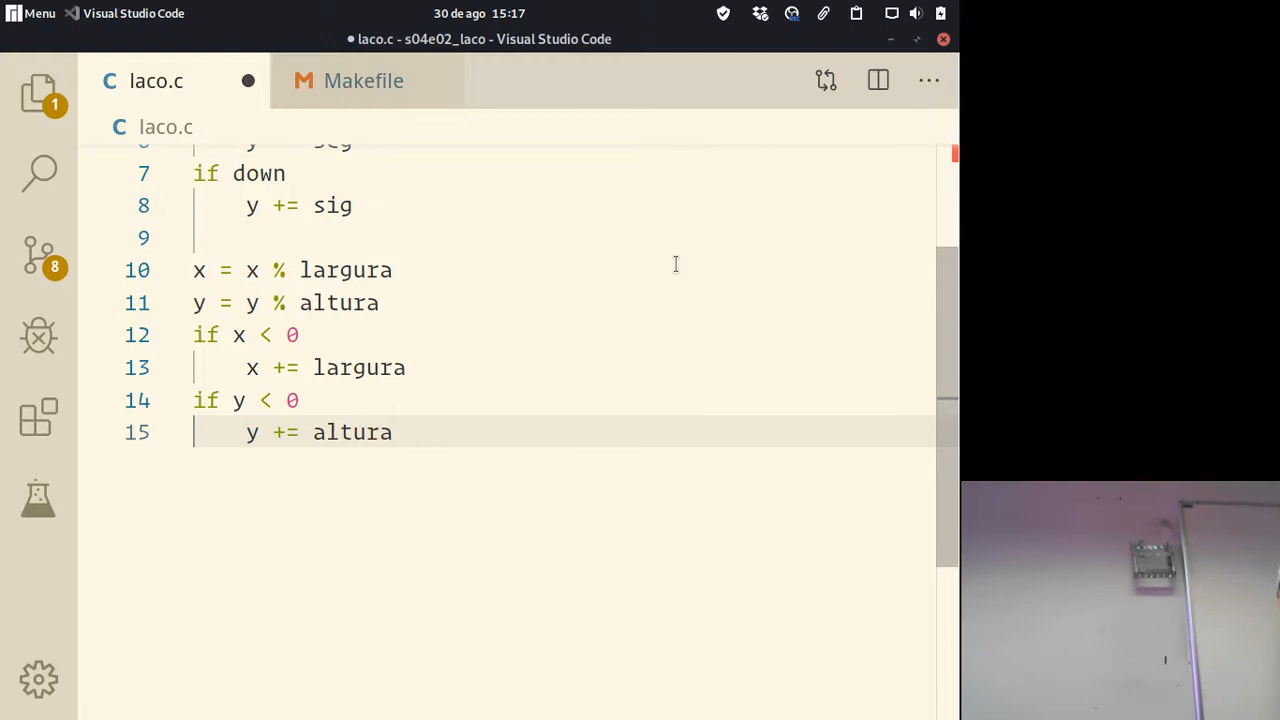 Menu Visual Studio Code 30 de ago 15:17
laco.c - s04e02_laco - Visual Studio Code
1 C laco.c M Makefile
C laco.c
7 if down
8 y += sig
9
10 x = x % largura
11 y = y % altura
12 if x < 0
13 x += largura
14 if y < 0
15 y += altura
8